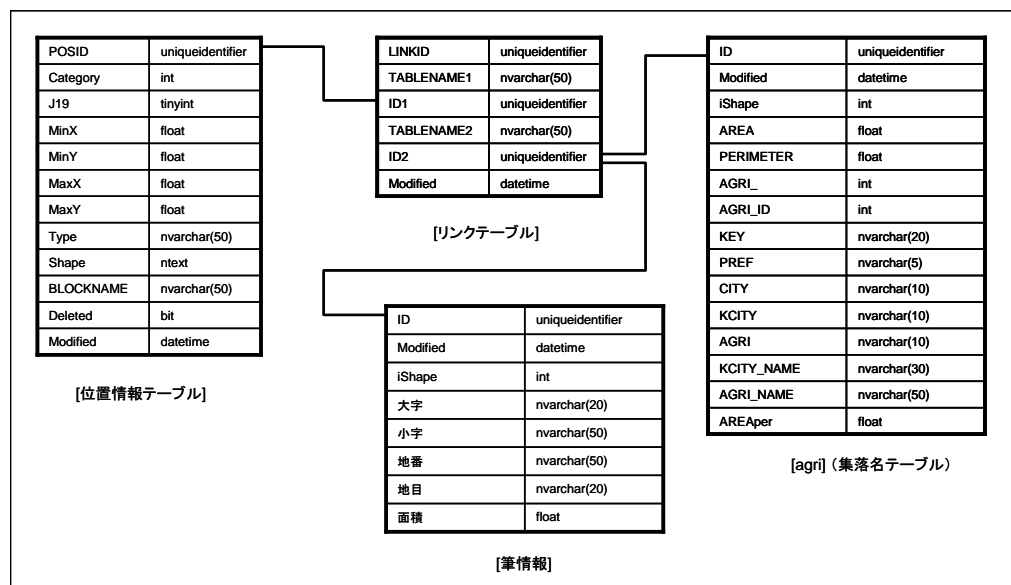 POSID uniqueidentifier
Category int
J19 tinyint
MinX float
MinY float
MaxX float
MaxY float
Type nvarchar(50)
Shape ntext
BLOCKNAME nvarchar(50)
Deleted bit
Modified datetime
[位置情報テーブル]
LINKID uniqueidentifier
TABLENAME1 nvarchar(50)
ID1 uniqueidentifier
TABLENAME2 nvarchar(50)
ID2 uniqueidentifier
Modified datetime
[リンクテーブル]
ID uniqueidentifier
Modified datetime
iShape int
大字 nvarchar(20)
小字 nvarchar(50)
地番 nvarchar(50)
地目 nvarchar(20)
面積 float
[筆情報]
ID uniqueidentifier
Modified datetime
iShape int
AREA float
PERIMETER float
AGRI_ int
AGRI_ID int
KEY nvarchar(20)
PREF nvarchar(5)
CITY nvarchar(10)
KCITY nvarchar(10)
AGRI nvarchar(10)
KCITY_NAME nvarchar(30)
AGRI_NAME nvarchar(50)
AREAper float
[agri]（集落名テーブル）